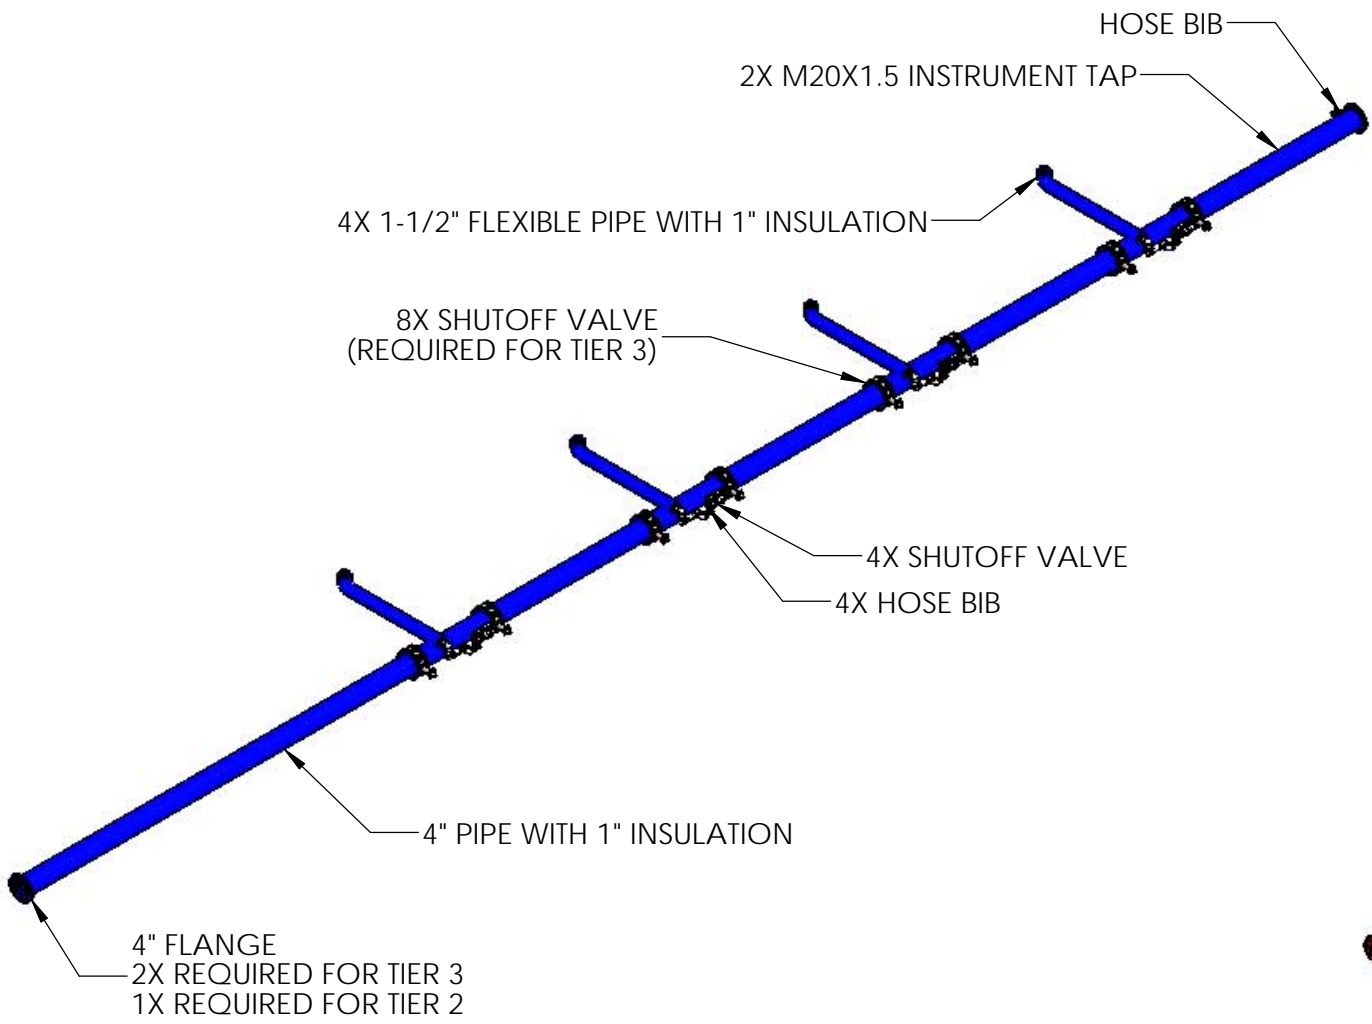 HOSE BIB
2X M20X1.5 INSTRUMENT TAP
4X 1-1/2" FLEXIBLE PIPE WITH 1" INSULATION
8X SHUTOFF VALVE
(REQUIRED FOR TIER 3)
4X SHUTOFF VALVE
4X HOSE BIB
4" PIPE WITH 1" INSULATION
4" FLANGE
2X REQUIRED FOR TIER 3
1X REQUIRED FOR TIER 2